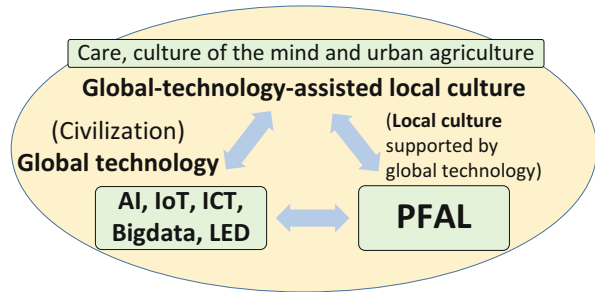 Care, culture of the mind and urban agriculture
Global-technology-assisted local culture
(Civilization)
Global technology
(Local culture
supported by
global technology)
AI, IoT, ICT,
Bigdata, LED
PFAL